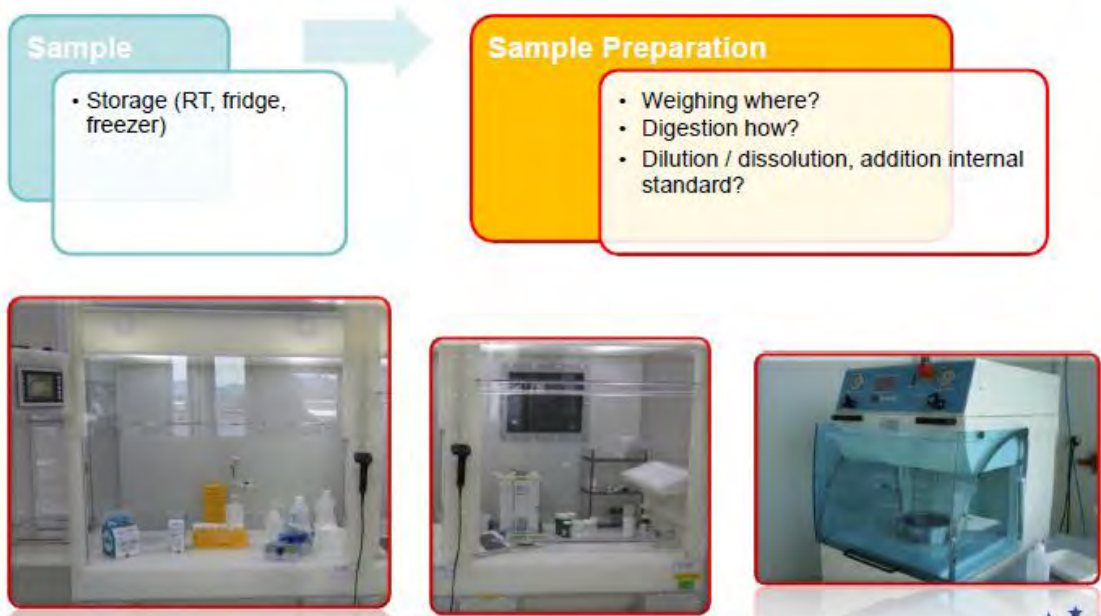 Sample
• Storage (RT, fridge,
freezer)
Sample Preparation
• Weighing where?
• Digestion how?
• Dilution / dissolution, addition internal
standard?